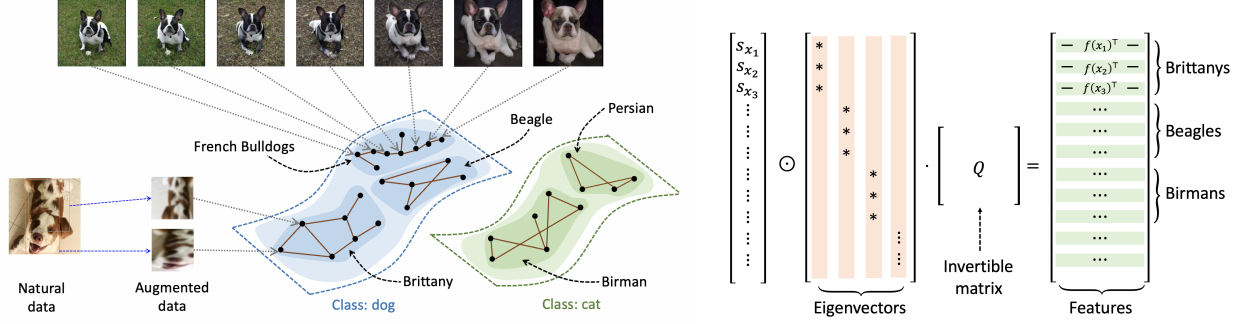 French Bulldogs
Beagle
Persian
Brittany
Birman
Natural
data
Augmented
data
Class: dog
Class: cat
s_{x_1}
s_{x_2}
s_{x_3}
⋮
⋮
⋮
⋮
⋮
⋮
⋮
⋮
⊙
*
*
*
*
*
*
*
*
*
⋮
⋮
Eigenvectors
·
Q
Invertible
matrix
=
— f(x_1)^⊤ —
— f(x_2)^⊤ —
— f(x_3)^⊤ —
⋯
⋯
⋯
⋯
⋯
⋯
⋯
⋯
Features
Brittanys
Beagles
Birmans